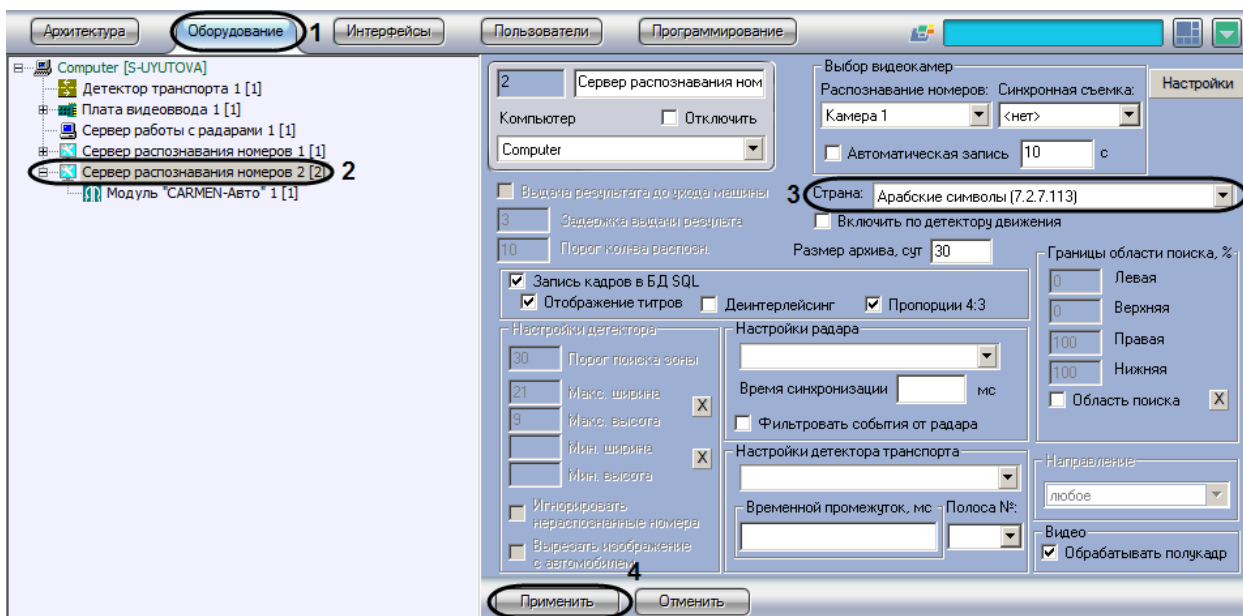 Архитектура Оборудование 1 Интерфейсы Пользователи Программирование
Computer [S-UYUTOVA]
Детектор транспорта 1 [1]
Плата видеоввода 1 [1]
Сервер работы с радарами 1 [1]
Сервер распознавания номеров 1 [1]
Сервер распознавания номеров 2 [2] 2
Модуль "CARMEN-Авто" 1 [1]
2 Сервер распознавания ном
Компьютер Отключить
Computer
Выбор видеокамер
Распознавание номеров: Синхронная съемка:
Камера 1 <нет>
Автоматическая запись 10 с
Настройки
Выдача результата до ухода машины
3 Задержка выдачи результа
10 Порог кол-ва распозн.
3 Страна: Арабские символы (7.2.7.113)
Включить по детектору движения
Размер архива, сут 30
Запись кадров в БД SQL
Отображение титров Деинтерлейсинг Пропорции 4:3
Границы области поиска, %
0 Левая
0 Верхняя
100 Правая
100 Нижняя
Область поиска X
Настройки детектора
30 Порог поиска зоны
21 Макс. ширина
9 Макс. высота
X
Мин. ширина
Мин. высота
X
Игнорировать
нераспознанные номера
Вырезать изображение
с автомобилем
Настройки радара
Время синхронизации мс
Фильтровать события от радара
Настройки детектора транспорта
Временной промежуток, мс Полоса №:
Направление
любое
Видео
Обрабатывать полукадр
Применить 4 Отменить